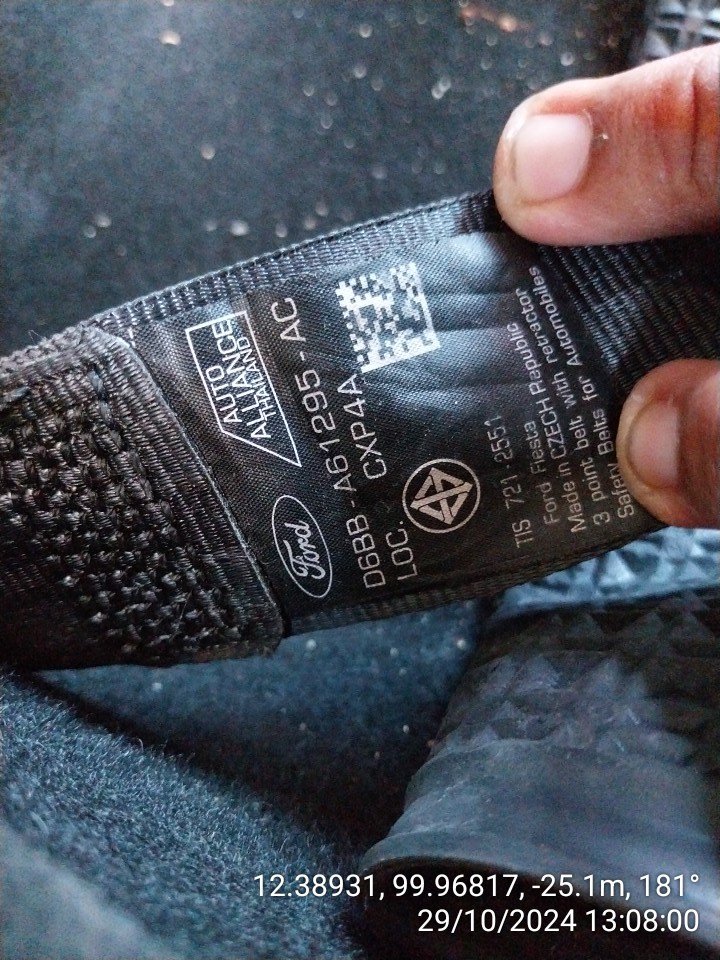 AUTO
ALLIANCE
THAILAND
Ford
D6BB-A61295-AC
LOC. CXP4A
TIS 721-2551
Ford Fiesta
Made in CZECH Republic
3 point belt with retractor
Safety Belts for Automobiles
12.38931, 99.96817, -25.1m, 181°
29/10/2024 13:08:00